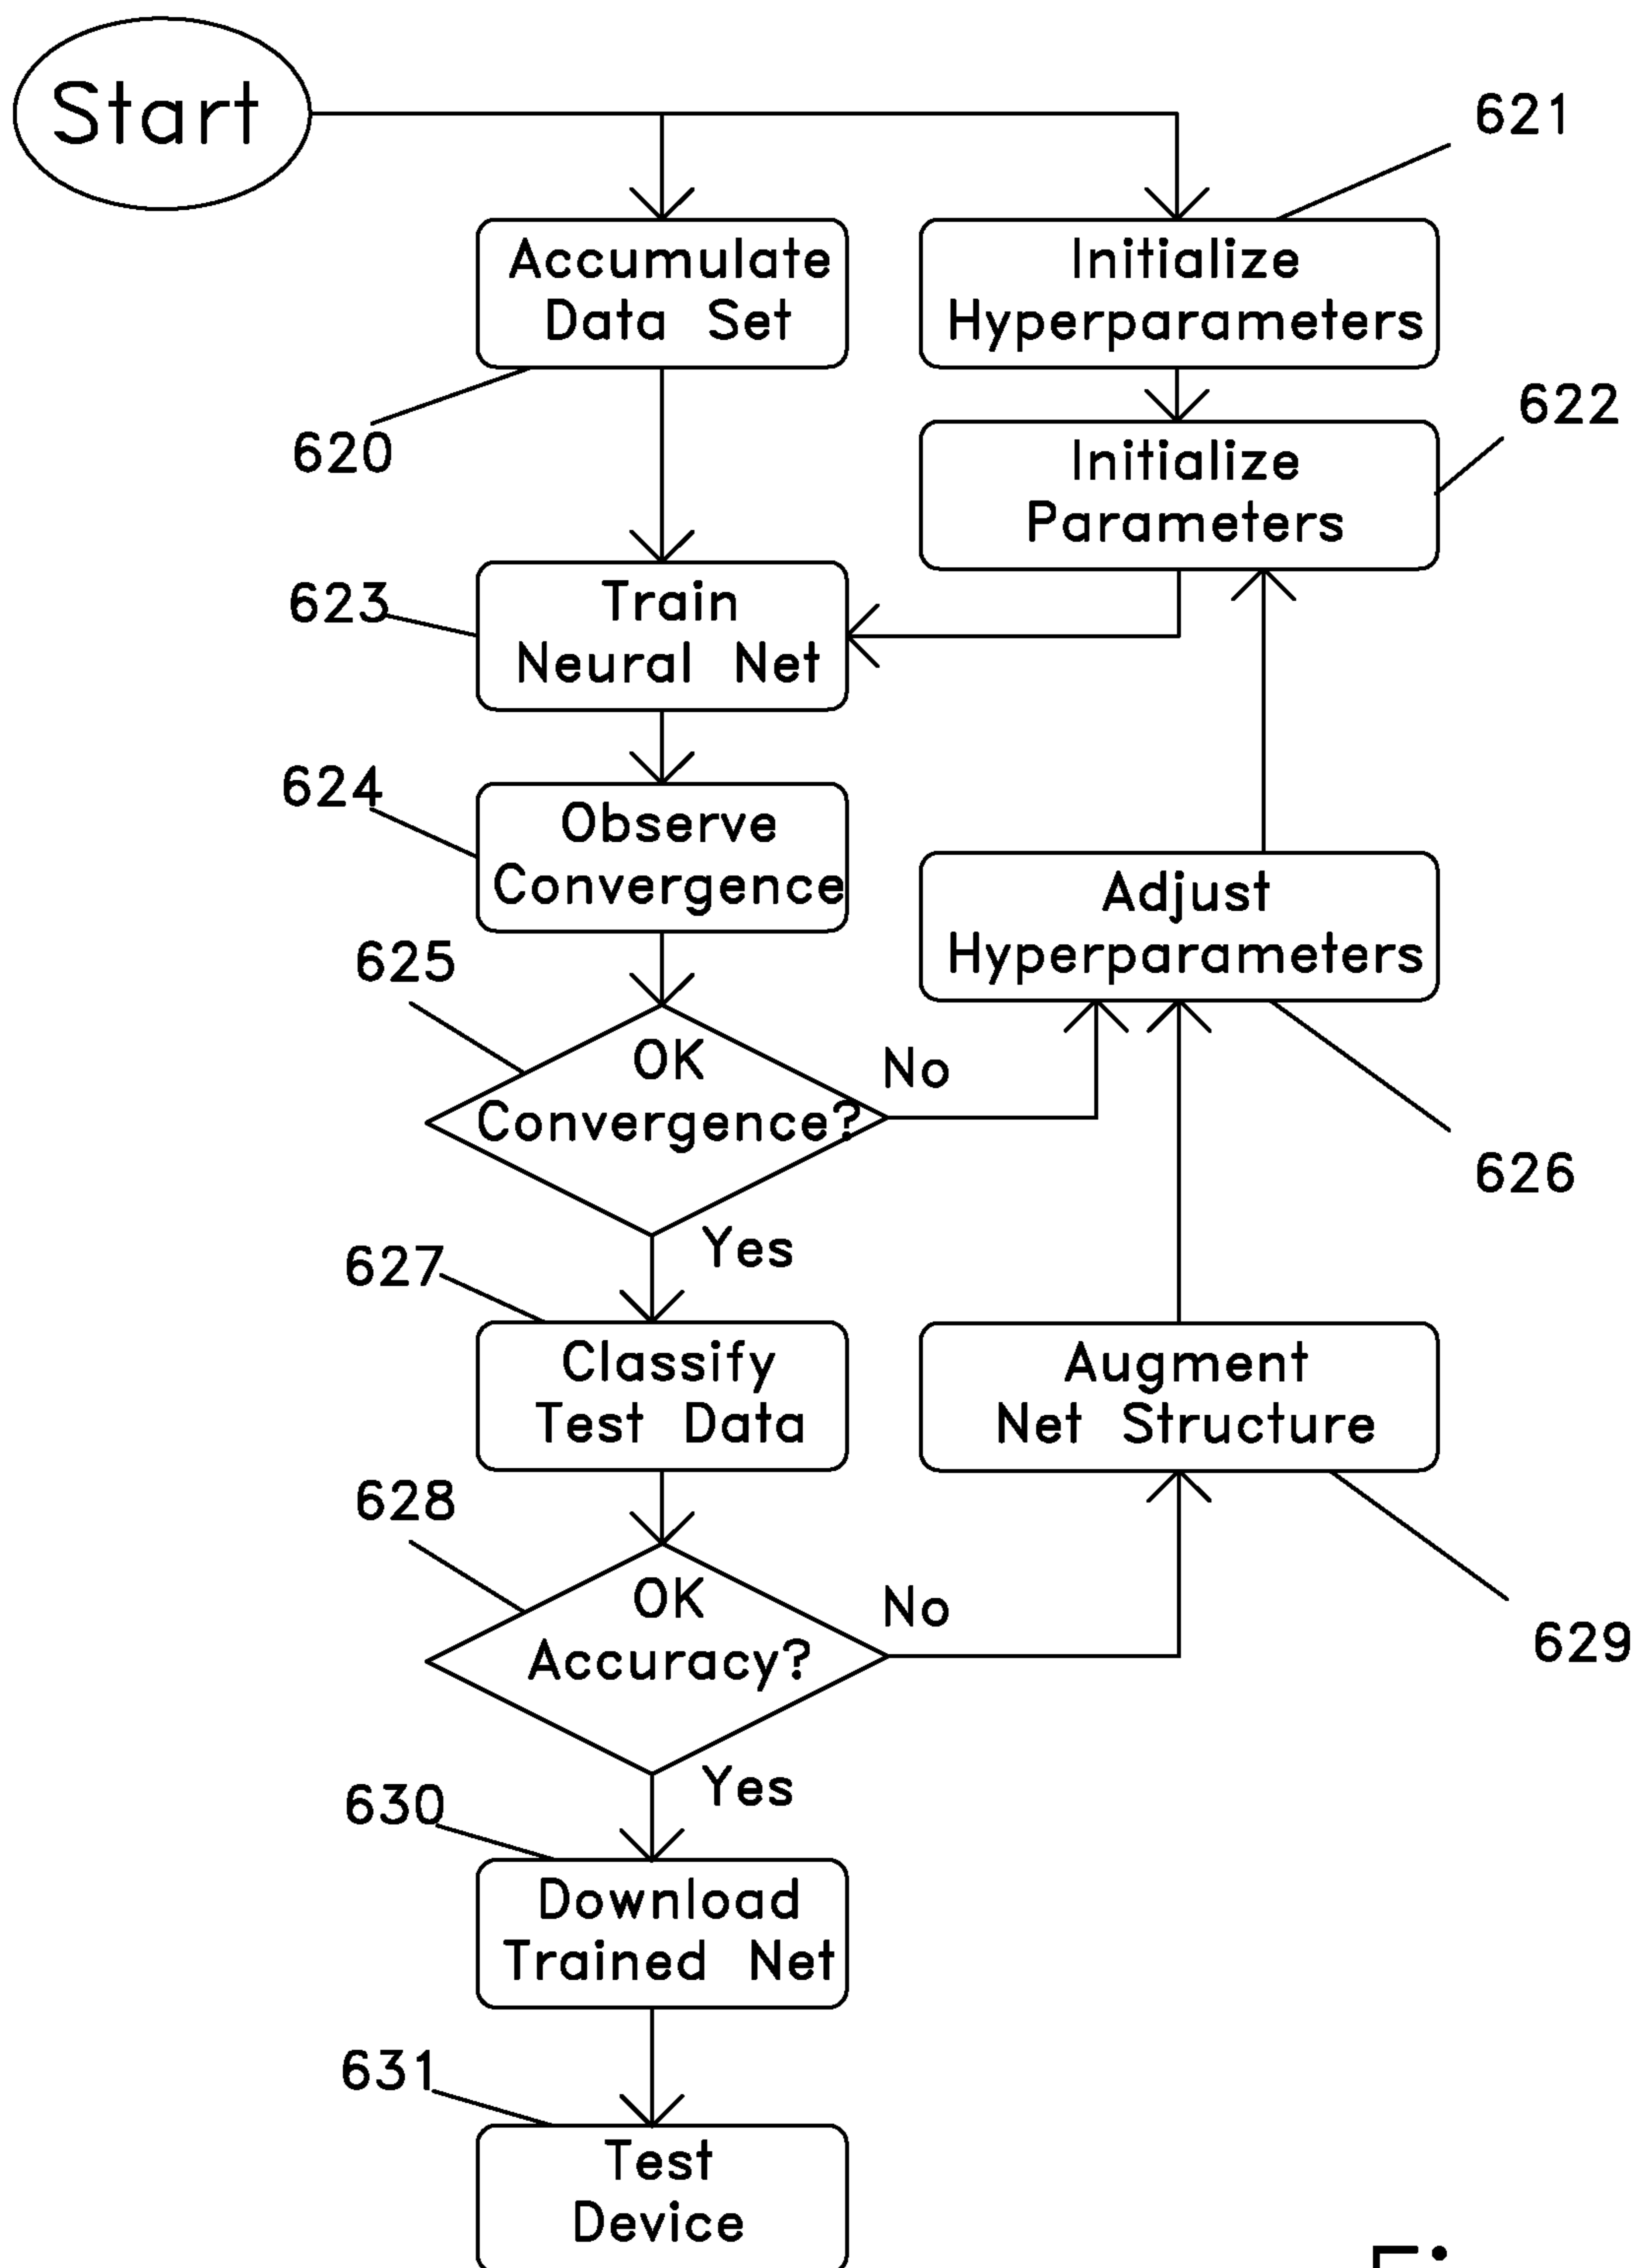 Start
621
Accumulate
Data Set
Initialize
Hyperparameters
620
622
Initialize
Parameters
623
Train
Neural Net
624
Observe
Convergence
Adjust
Hyperparameters
625
OK
Convergence?
No
626
Yes
627
Classify
Test Data
Augment
Net Structure
628
OK
Accuracy?
No
629
Yes
630
Download
Trained Net
631
Test
Device